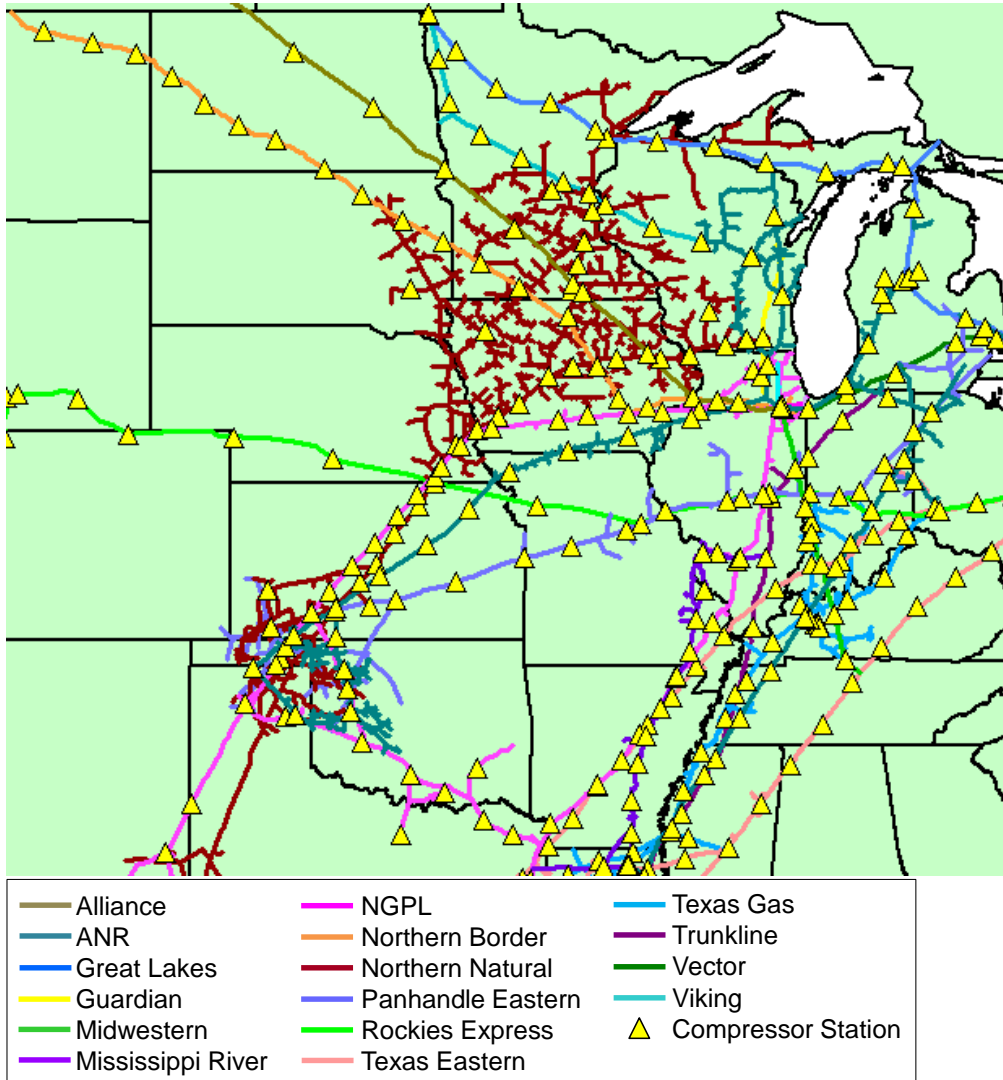 Alliance
ANR
Great Lakes
Guardian
Midwestern
Mississippi River
NGPL
Northern Border
Northern Natural
Panhandle Eastern
Rockies Express
Texas Eastern
Texas Gas
Trunkline
Vector
Viking
Compressor Station